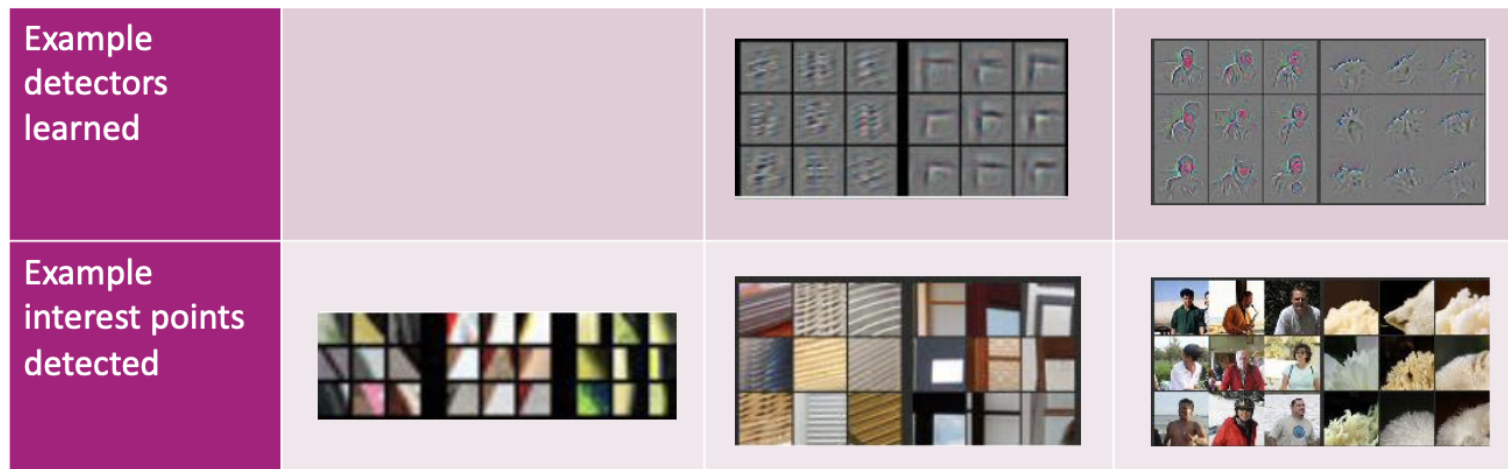 Example
detectors
learned
Example
interest points
detected